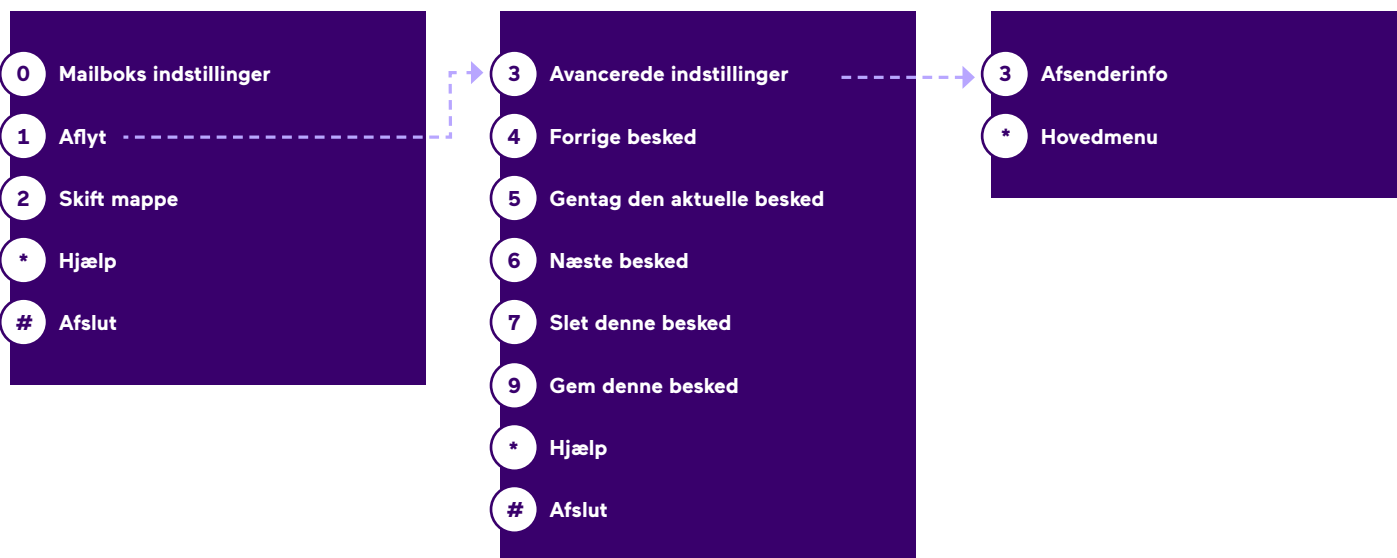 0 Mailboks indstillinger
1 Aflyt
2 Skift mappe
* Hjælp
# Afslut
3 Avancerede indstillinger
4 Forrige besked
5 Gentag den aktuelle besked
6 Næste besked
7 Slet denne besked
9 Gem denne besked
* Hjælp
# Afslut
3 Afsenderinfo
* Hovedmenu